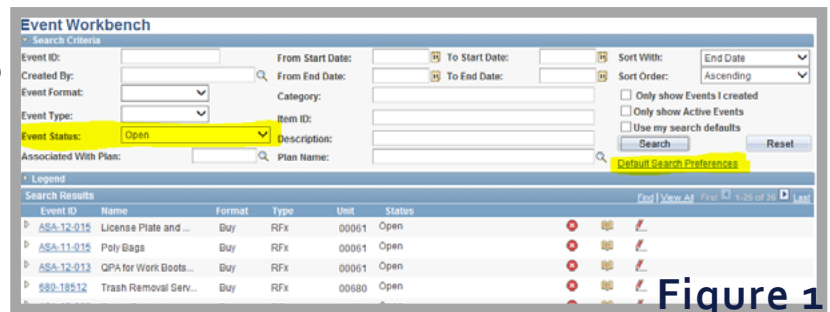 Event Workbench
Search Criteria
Event ID: From Start Date: To Start Date: Sort With: End Date
Created By: From End Date: To End Date: Sort Order: Ascending
Event Format: Category: Only show Events I created
Event Type: Item ID: Only show Active Events
Event Status: Open Description: Use my search defaults
Search Reset
Associated With Plan: Plan Name: Default Search Preferences
Legend
Search Results Find | View All First 1-25 of 26 Last
Event ID Name Format Type Unit Status
ASA-12-015 License Plate and ... Buy RFx 00061 Open
ASA-11-015 Poly Bags Buy RFx 00061 Open
ASA-12-013 QPA for Work Boots... Buy RFx 00061 Open
680-18512 Trash Removal Serv... Buy RFx 00680 Open
Figure 1